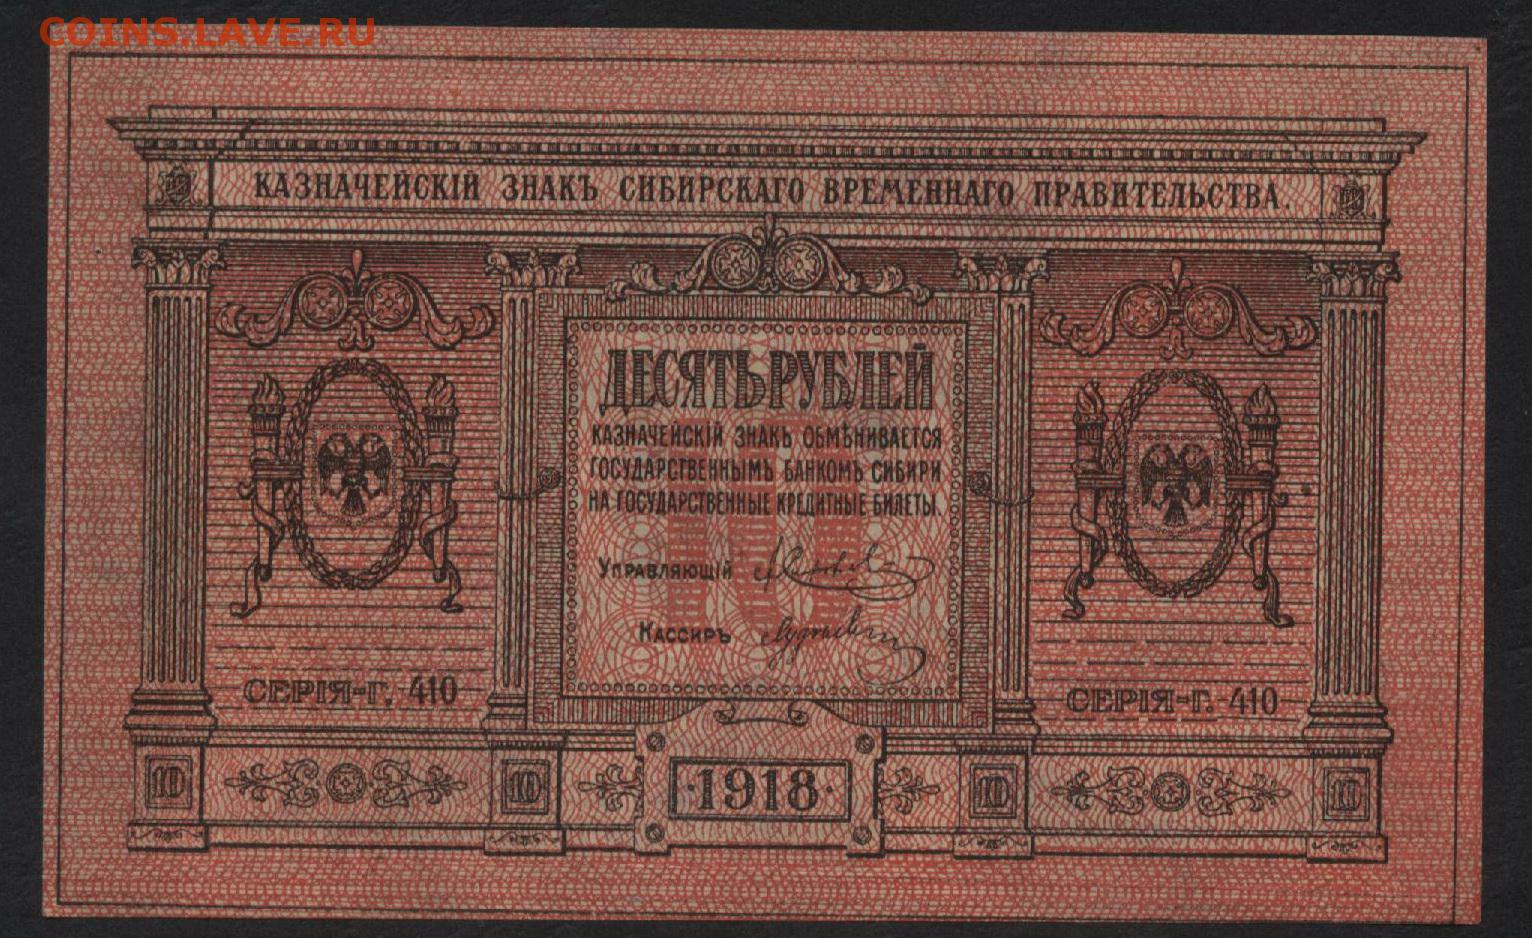 COINS.LAVE.RU
КАЗНАЧЕЙСКІЙ ЗНАКЪ СИБИРСКАГО ВРЕМЕННАГО ПРАВИТЕЛЬСТВА.
ДЕСЯТЬ РУБЛЕЙ
КАЗНАЧЕЙСКІЙ ЗНАКЪ ОБМѢНИВАЕТСЯ
ГОСУДАРСТВЕННЫМЪ БАНКОМЪ СИБИРИ
НА ГОСУДАРСТВЕННЫЕ КРЕДИТНЫЕ БИЛЕТЫ.
10
УПРАВЛЯЮЩІЙ
КАССИРЪ
СЕРІЯ-Г. 410
СЕРІЯ-Г. 410
10 10 ·1918· 10 10